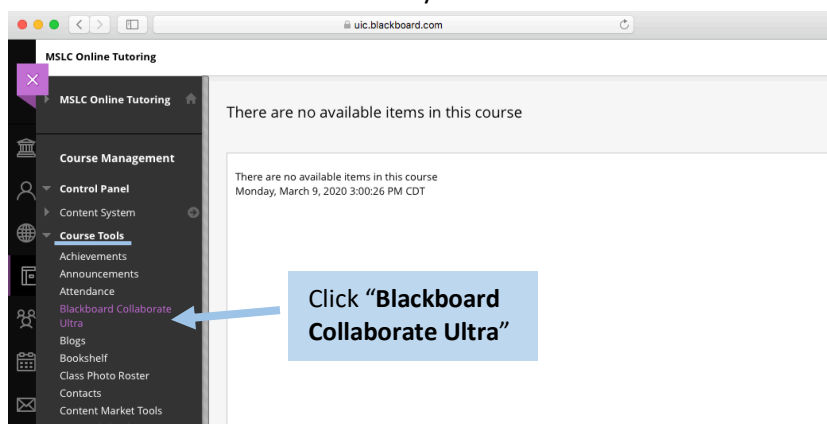 uic.blackboard.com
MSLC Online Tutoring
MSLC Online Tutoring
There are no available items in this course
Course Management
There are no available items in this course
Control Panel
Monday, March 9, 2020 3:00:26 PM CDT
Content System
Course Tools
Achievements
Announcements
Attendance
Blackboard Collaborate
Ultra
Blogs
Bookshelf
Class Photo Roster
Contacts
Content Market Tools
Click “Blackboard
Collaborate Ultra”